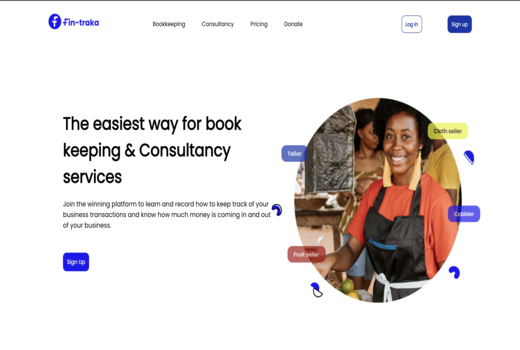 fin-traka
Bookkeeping
Consultancy
Pricing
Donate
Log In
Sign up
The easiest way for book
keeping & Consultancy
services
Join the winning platform to learn and record how to keep track of your
business transactions and know how much money is coming in and out
of your business.
Sign Up
Cloth seller
Tailor
Cobbler
Fruit seller